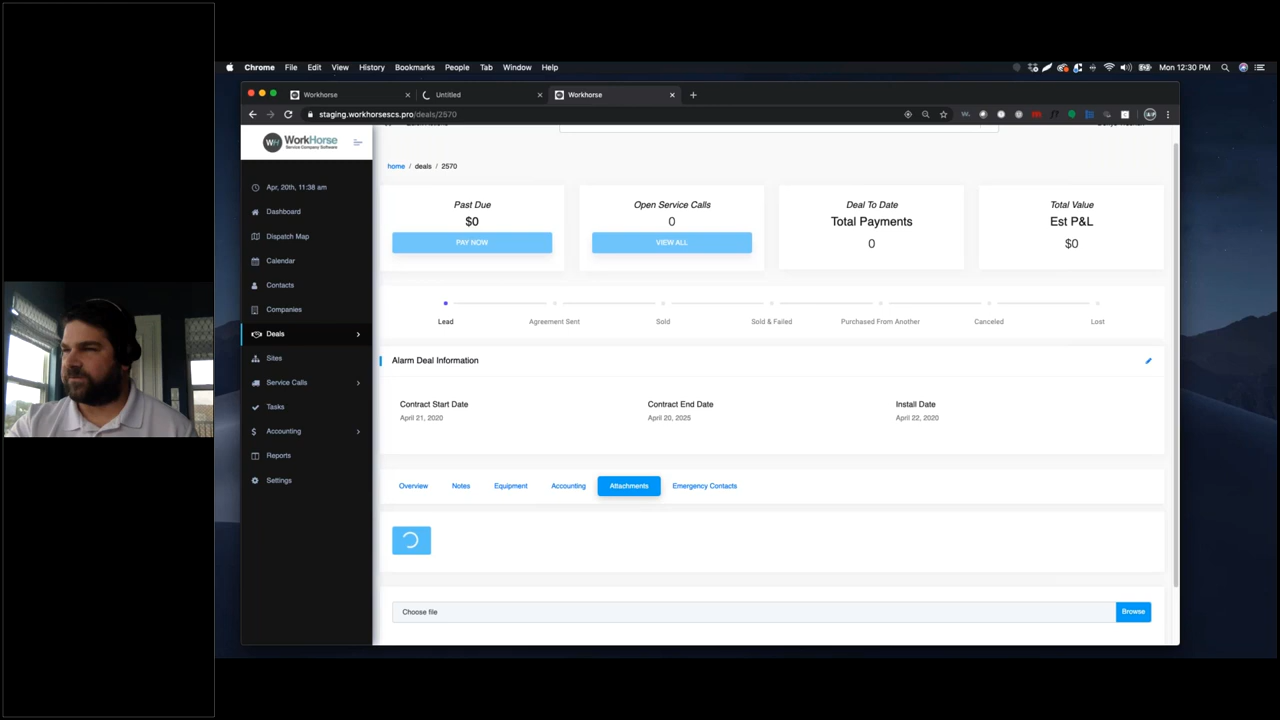 Chrome File Edit View History Bookmarks People Tab Window Help Mon 12:30 PM
Workhorse Untitled Workhorse
staging.workhorsescs.pro/deals/2570
WH WorkHorse
Service Company Software
home / deals / 2570
Apr, 20th, 11:38 am
Dashboard
Dispatch Map
Calendar
Contacts
Companies
Deals
Sites
Service Calls
Tasks
Accounting
Reports
Settings
Past Due
$0
PAY NOW
Open Service Calls
0
VIEW ALL
Deal To Date
Total Payments
0
Total Value
Est P&L
$0
Lead Agreement Sent Sold Sold & Failed Purchased From Another Canceled Lost
Alarm Deal Information
Contract Start Date Contract End Date Install Date
April 21, 2020 April 20, 2025 April 22, 2020
Overview Notes Equipment Accounting Attachments Emergency Contacts
Choose file Browse